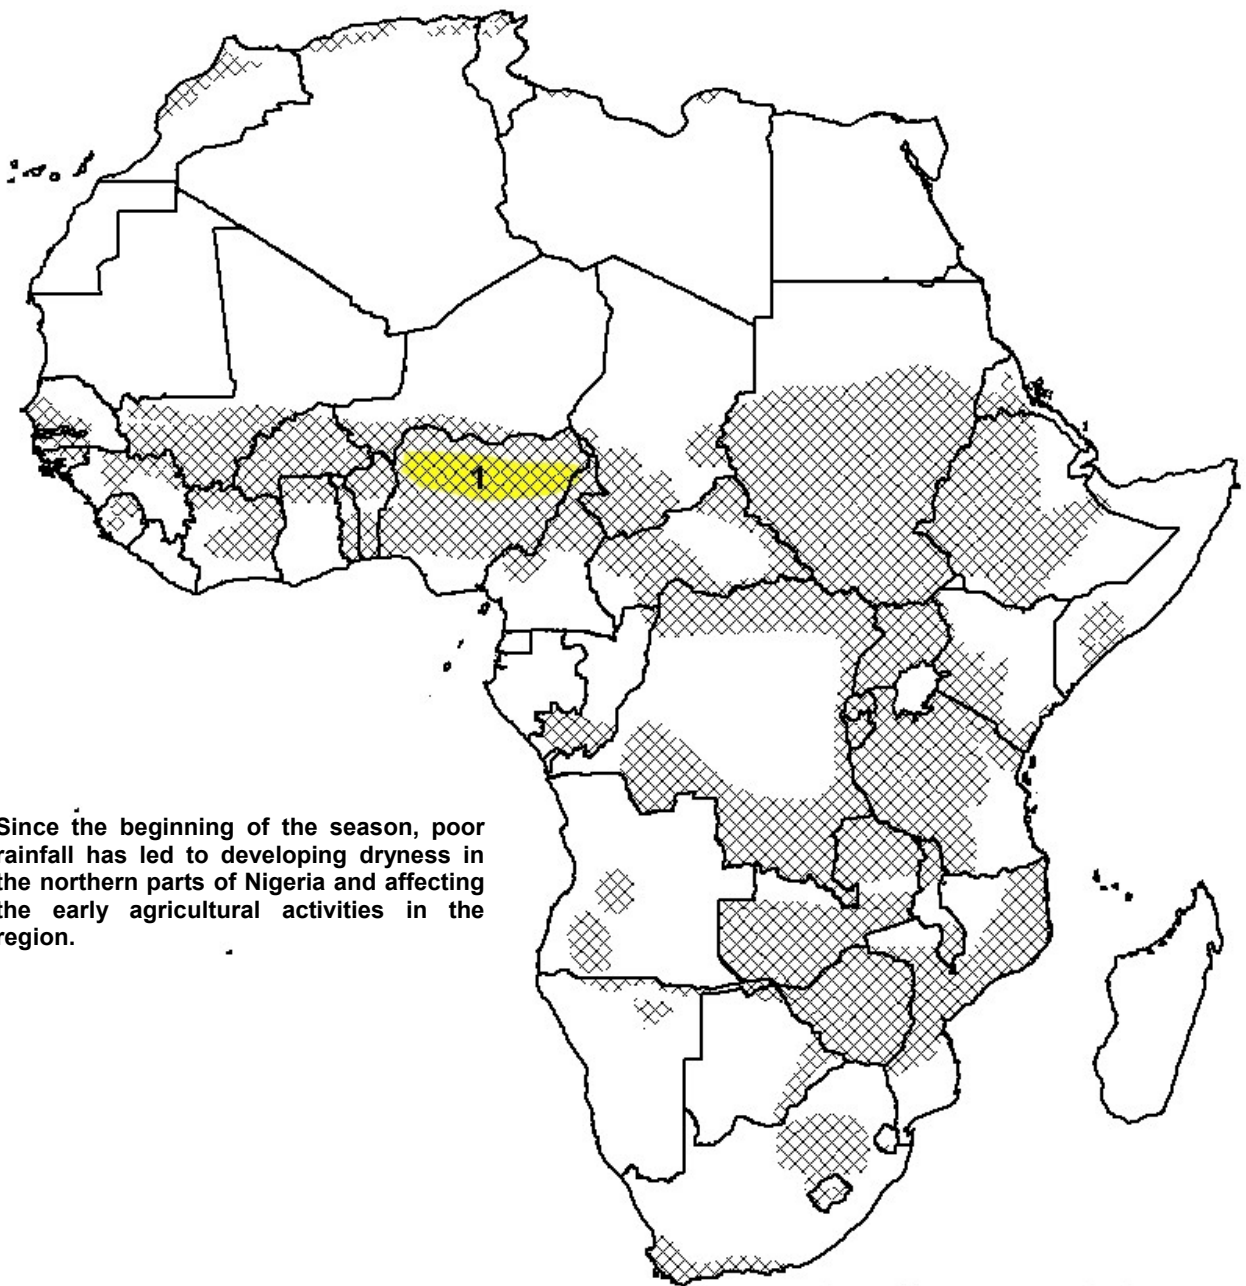 1
Since the beginning of the season, poor
rainfall has led to developing dryness in
the northern parts of Nigeria and affecting
the early agricultural activities in the
region.